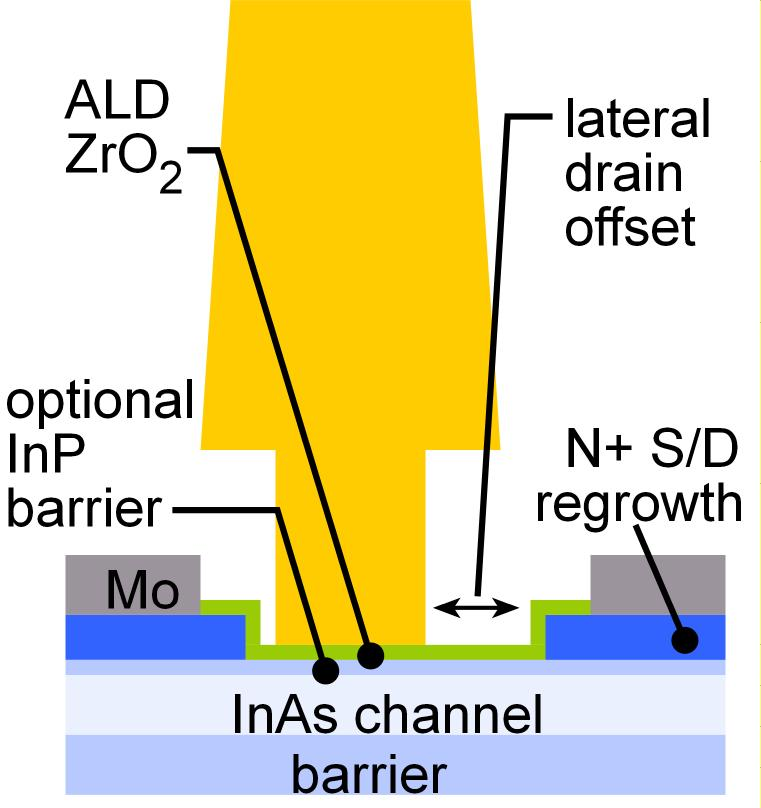 ALD
ZrO₂
lateral
drain
offset
optional
InP
barrier
N+ S/D
regrowth
Mo
InAs channel
barrier